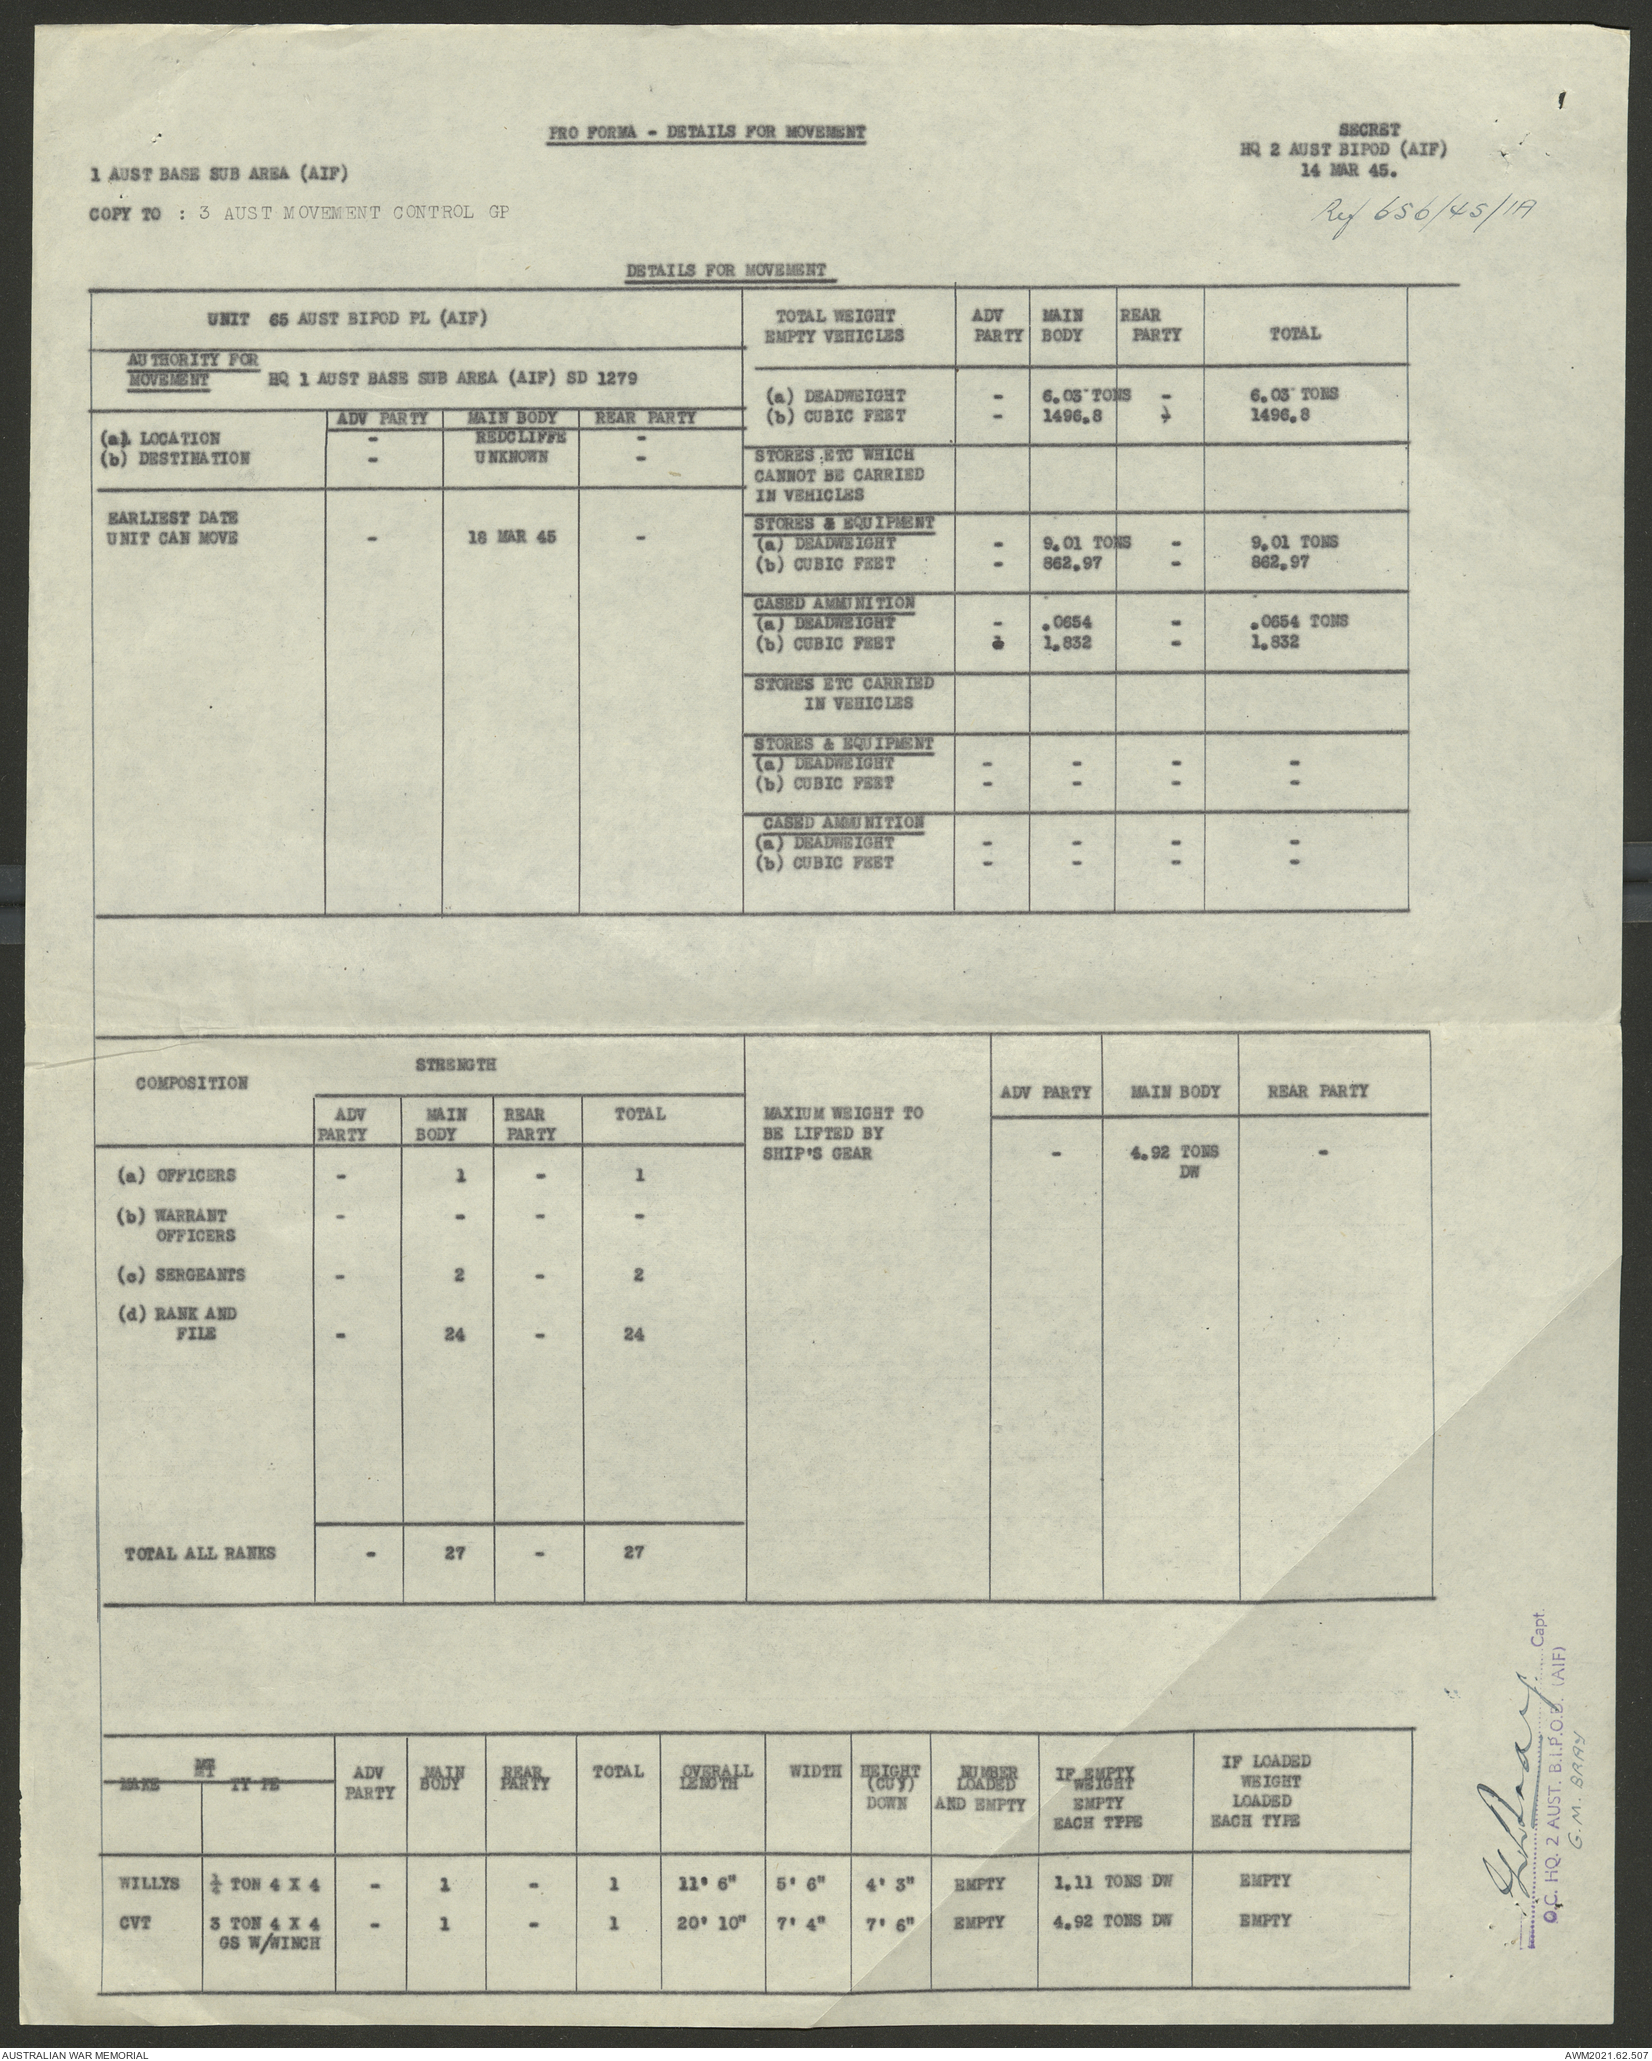 PRO FORMA - DETAILS FOR MOVEMENT
SECRET
HQ 2 AUST BIPOD (AIF)
14 MAR 45.
1 AUST BASE SUB AREA (AIF)
COPY TO : 3 AUST MOVEMENT CONTROL GP
Ref 656/45/1A
DETAILS FOR MOVEMENT
UNIT 65 AUST BIPOD PL (AIF)
AUTHORITY FOR
MOVEMENT HQ 1 AUST BASE SUB AREA (AIF) SD 1279
ADV PARTY MAIN BODY REAR PARTY
(a) LOCATION - REDCLIFFE -
(b) DESTINATION - UNKNOWN -
EARLIEST DATE
UNIT CAN MOVE - 18 MAR 45 -
TOTAL WEIGHT ADV MAIN REAR
EMPTY VEHICLES PARTY BODY PARTY TOTAL
(a) DEADWEIGHT - 6.03 TONS - 6.03 TONS
(b) CUBIC FEET - 1496.8 - 1496.8
STORES ETC WHICH
CANNOT BE CARRIED
IN VEHICLES
STORES & EQUIPMENT
(a) DEADWEIGHT - 9.01 TONS - 9.01 TONS
(b) CUBIC FEET - 862.97 - 862.97
CASED AMMUNITION
(a) DEADWEIGHT - .0654 - .0654 TONS
(b) CUBIC FEET - 1.832 - 1.832
STORES ETC CARRIED
IN VEHICLES
STORES & EQUIPMENT
(a) DEADWEIGHT - - - -
(b) CUBIC FEET - - - -
CASED AMMUNITION
(a) DEADWEIGHT - - - -
(b) CUBIC FEET - - - -
COMPOSITION STRENGTH
ADV MAIN REAR TOTAL
PARTY BODY PARTY
(a) OFFICERS - 1 - 1
(b) WARRANT - - - -
OFFICERS
(c) SERGEANTS - 2 - 2
(d) RANK AND
FILE - 24 - 24
TOTAL ALL RANKS - 27 - 27
ADV PARTY MAIN BODY REAR PARTY
MAXIUM WEIGHT TO
BE LIFTED BY
SHIP'S GEAR - 4.92 TONS -
DW
MT
MAKE TYPE
ADV PARTY
MAIN BODY
REAR PARTY
TOTAL
OVERALL LENGTH
WIDTH
HEIGHT (CUT) DOWN
NUMBER LOADED AND EMPTY
IF EMPTY WEIGHT EMPTY EACH TYPE
IF LOADED WEIGHT LOADED EACH TYPE
WILLYS ¼ TON 4 X 4 - 1 - 1 11' 6" 5' 6" 4' 3" EMPTY 1.11 TONS DW EMPTY
CVT 3 TON 4 X 4 - 1 - 1 20' 10" 7' 4" 7' 6" EMPTY 4.92 TONS DW EMPTY
GS W/WINCH
Capt.
O.C. HQ. 2 AUST. B.I.P.O.D. (AIF)
G. M. BRAY
AUSTRALIAN WAR MEMORIAL
AWM2021.62.507